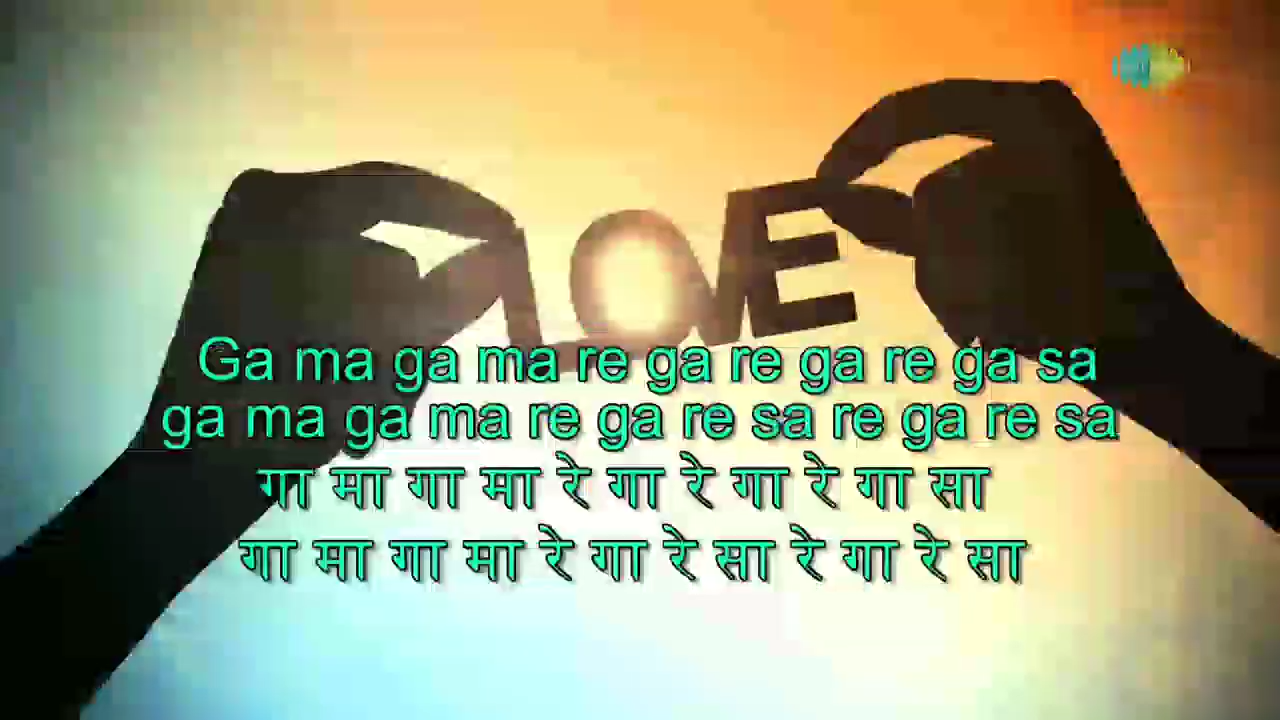 LOVE
Ga ma ga ma re ga re ga re ga sa
ga ma ga ma re ga re sa re ga re sa
गा मा गा मा रे गा रे गा रे गा सा
गा मा गा मा रे गा रे सा रे गा रे सा